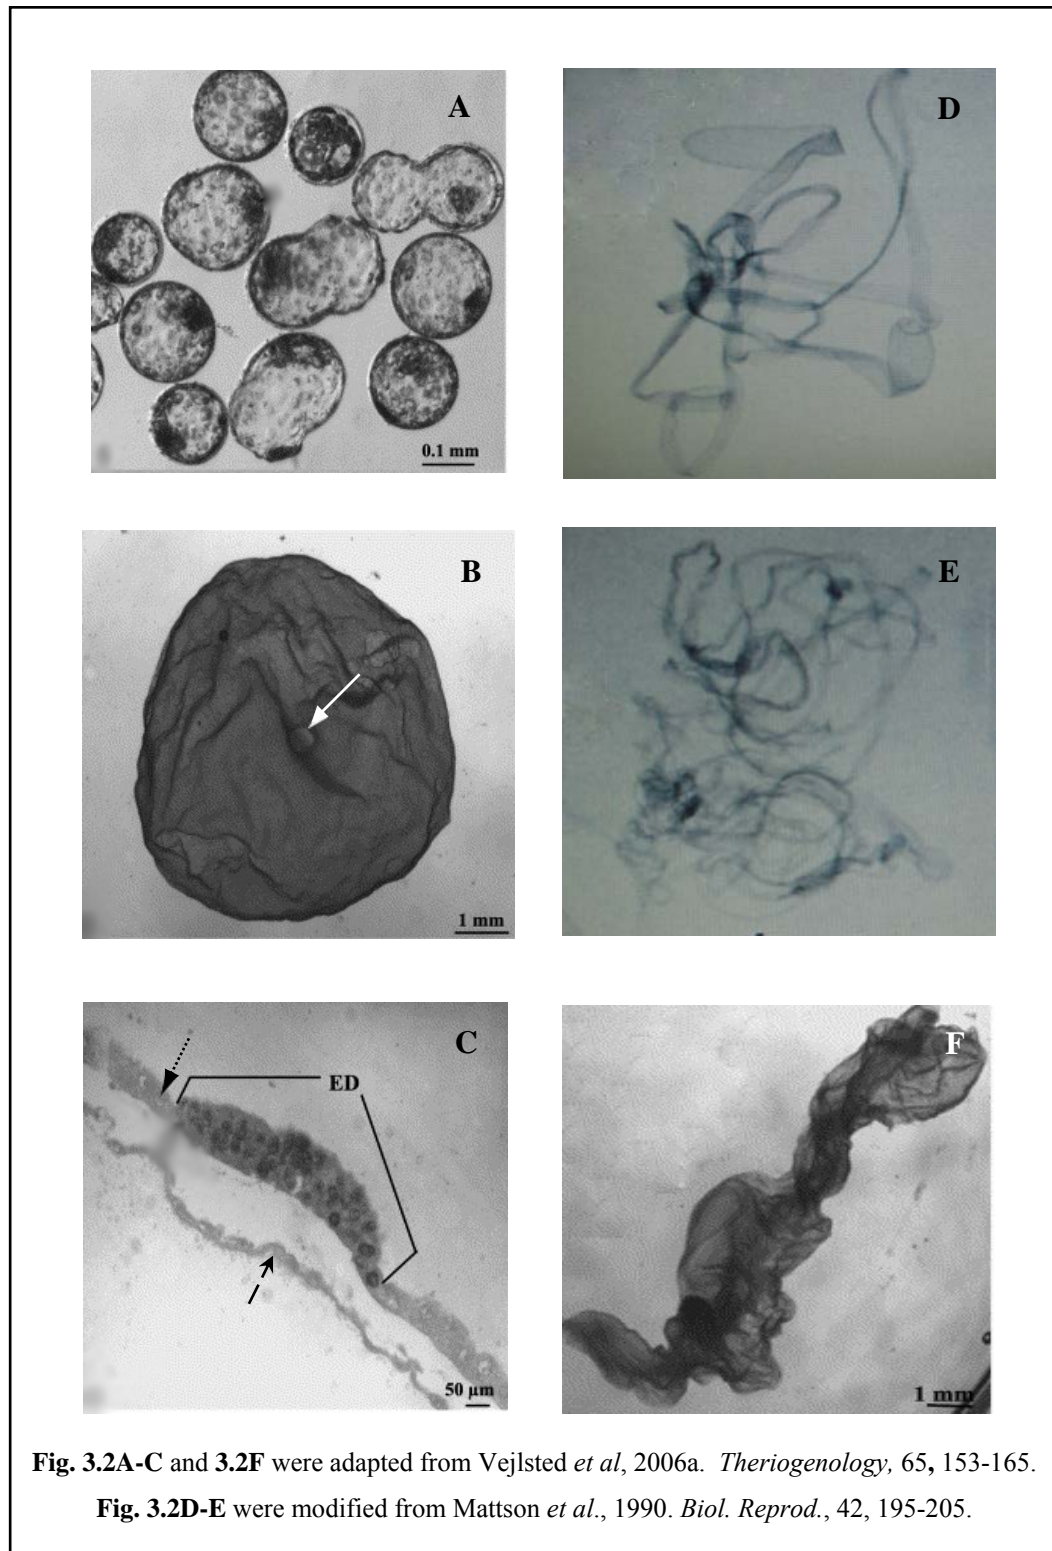 A
0.1 mm
D
B
1 mm
E
C
ED
50 µm
F
1 mm
Fig. 3.2A-C and 3.2F were adapted from Vejlsted et al, 2006a. Theriogenology, 65, 153-165.
Fig. 3.2D-E were modified from Mattson et al., 1990. Biol. Reprod., 42, 195-205.